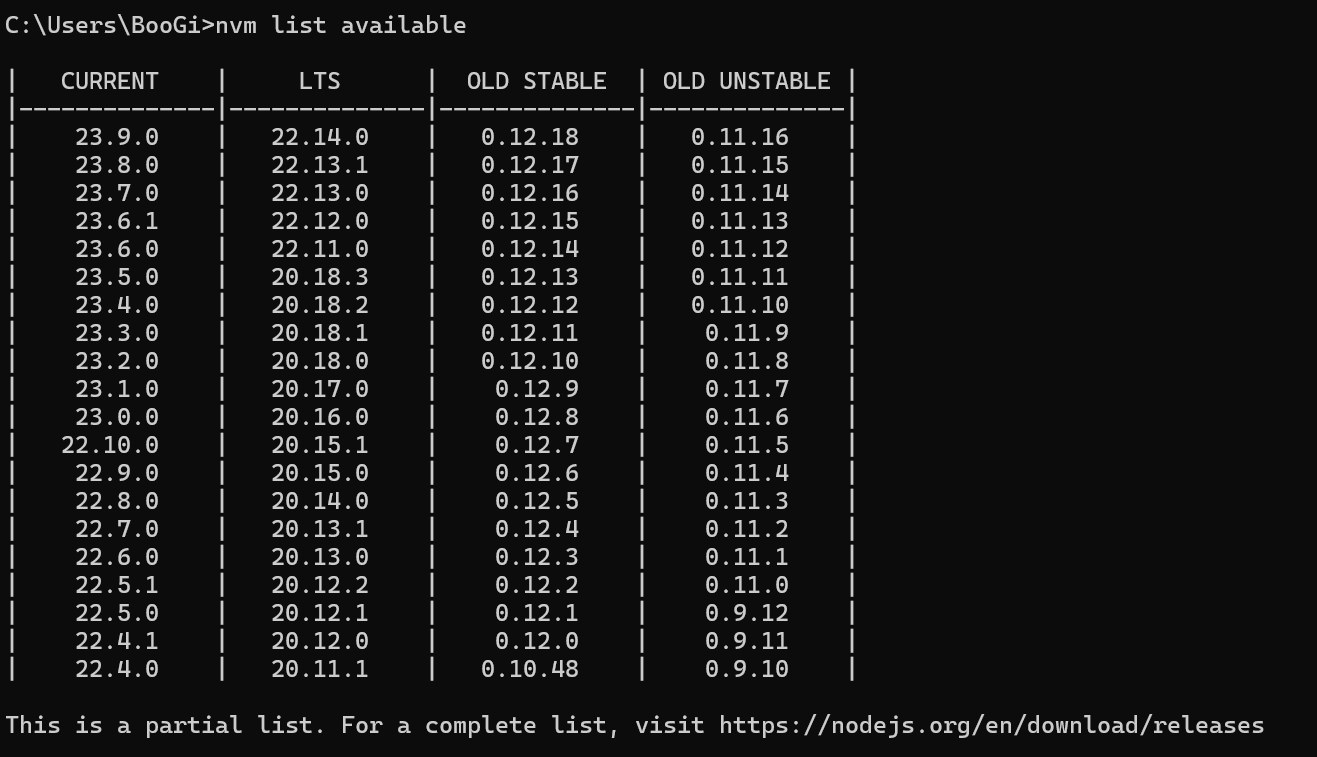 C:\Users\BooGi>nvm list available
|   CURRENT    |     LTS      |  OLD STABLE  | OLD UNSTABLE |
|--------------|--------------|--------------|--------------|
|    23.9.0    |   22.14.0    |   0.12.18    |   0.11.16    |
|    23.8.0    |   22.13.1    |   0.12.17    |   0.11.15    |
|    23.7.0    |   22.13.0    |   0.12.16    |   0.11.14    |
|    23.6.1    |   22.12.0    |   0.12.15    |   0.11.13    |
|    23.6.0    |   22.11.0    |   0.12.14    |   0.11.12    |
|    23.5.0    |   20.18.3    |   0.12.13    |   0.11.11    |
|    23.4.0    |   20.18.2    |   0.12.12    |   0.11.10    |
|    23.3.0    |   20.18.1    |   0.12.11    |    0.11.9    |
|    23.2.0    |   20.18.0    |   0.12.10    |    0.11.8    |
|    23.1.0    |   20.17.0    |    0.12.9    |    0.11.7    |
|    23.0.0    |   20.16.0    |    0.12.8    |    0.11.6    |
|   22.10.0    |   20.15.1    |    0.12.7    |    0.11.5    |
|    22.9.0    |   20.15.0    |    0.12.6    |    0.11.4    |
|    22.8.0    |   20.14.0    |    0.12.5    |    0.11.3    |
|    22.7.0    |   20.13.1    |    0.12.4    |    0.11.2    |
|    22.6.0    |   20.13.0    |    0.12.3    |    0.11.1    |
|    22.5.1    |   20.12.2    |    0.12.2    |    0.11.0    |
|    22.5.0    |   20.12.1    |    0.12.1    |    0.9.12    |
|    22.4.1    |   20.12.0    |    0.12.0    |    0.9.11    |
|    22.4.0    |   20.11.1    |   0.10.48    |    0.9.10    |
This is a partial list. For a complete list, visit https://nodejs.org/en/download/releases